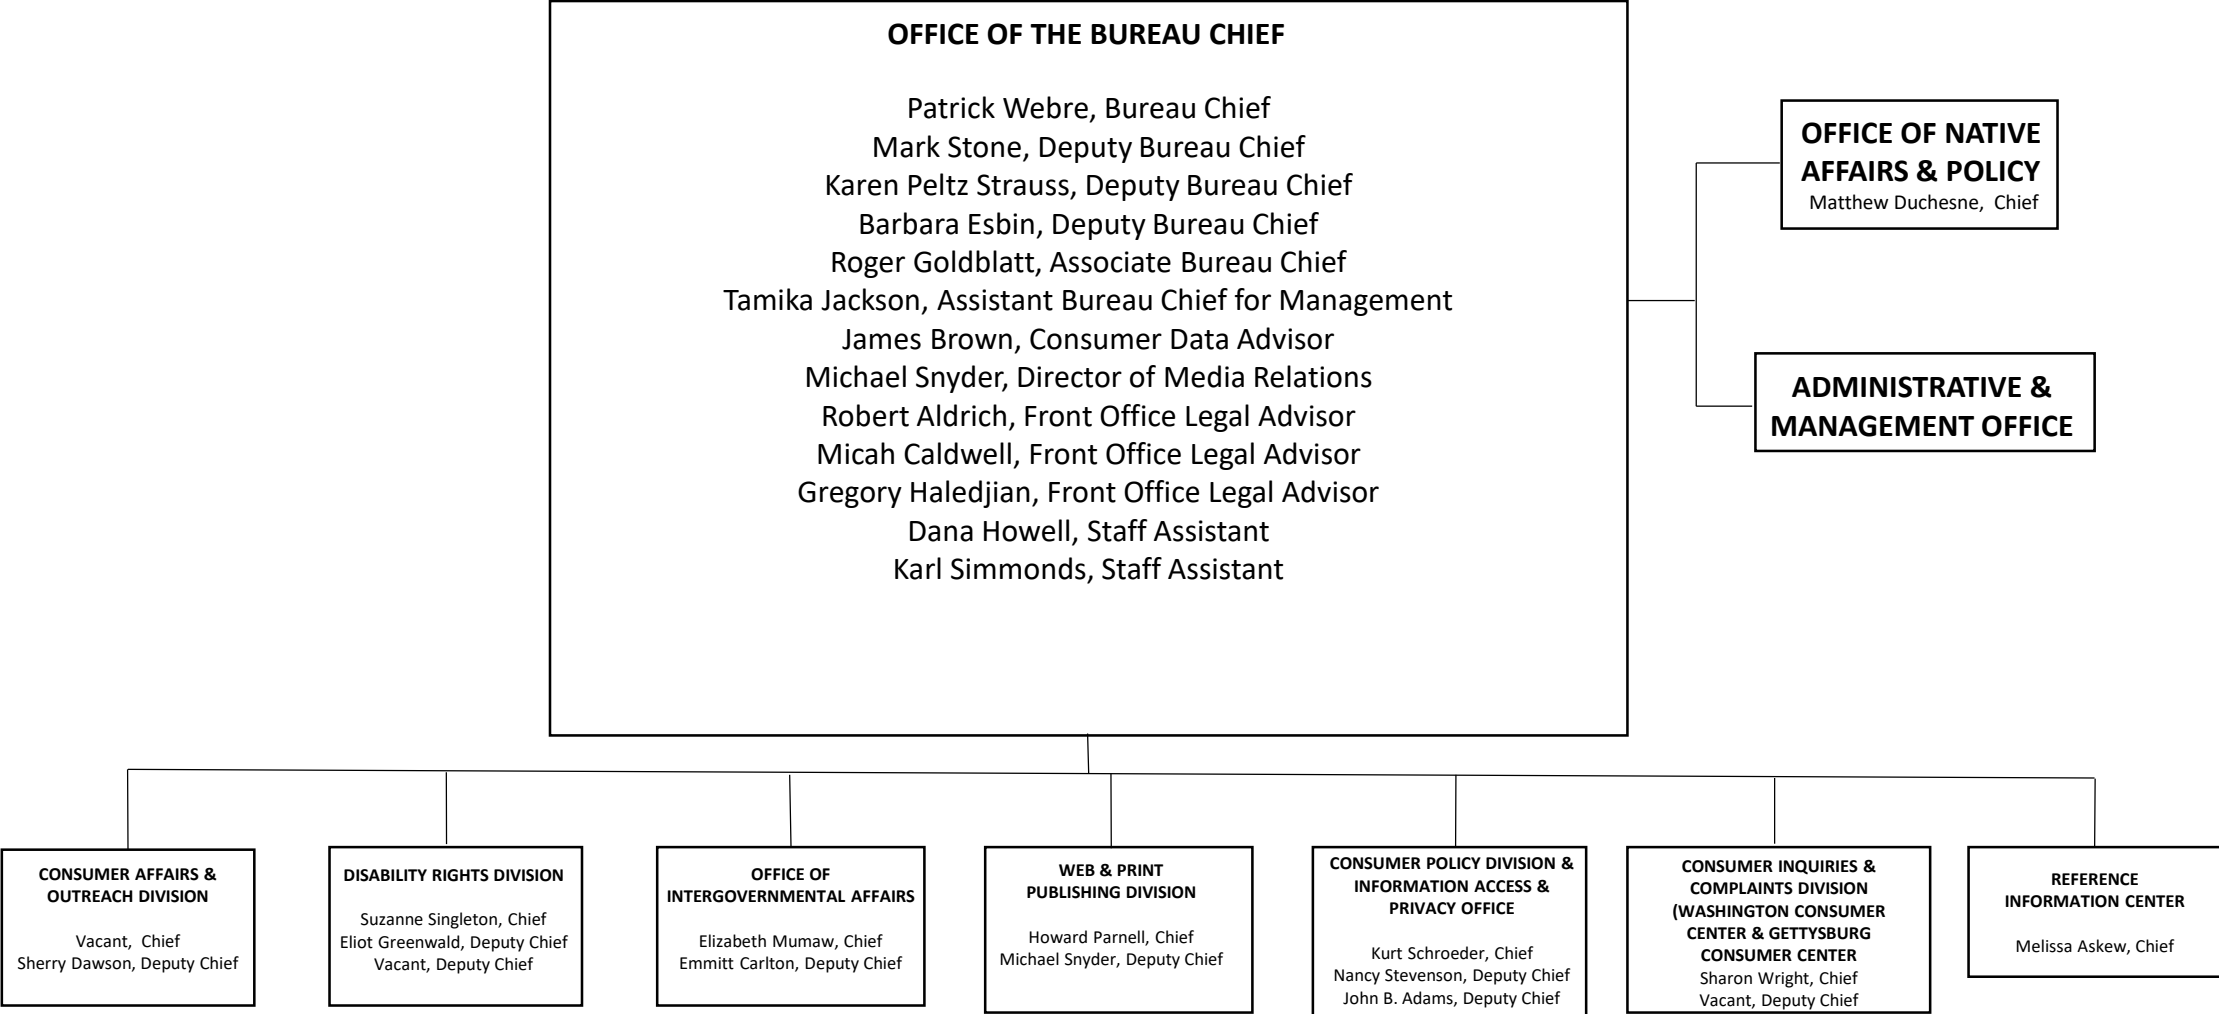 OFFICE OF THE BUREAU CHIEF
Patrick Webre, Bureau Chief
Mark Stone, Deputy Bureau Chief
Karen Peltz Strauss, Deputy Bureau Chief
Barbara Esbin, Deputy Bureau Chief
Roger Goldblatt, Associate Bureau Chief
Tamika Jackson, Assistant Bureau Chief for Management
James Brown, Consumer Data Advisor
Michael Snyder, Director of Media Relations
Robert Aldrich, Front Office Legal Advisor
Micah Caldwell, Front Office Legal Advisor
Gregory Haledjian, Front Office Legal Advisor
Dana Howell, Staff Assistant
Karl Simmonds, Staff Assistant
OFFICE OF NATIVE
AFFAIRS & POLICY
Matthew Duchesne, Chief
ADMINISTRATIVE &
MANAGEMENT OFFICE
CONSUMER AFFAIRS &
OUTREACH DIVISION
Vacant, Chief
Sherry Dawson, Deputy Chief
DISABILITY RIGHTS DIVISION
Suzanne Singleton, Chief
Eliot Greenwald, Deputy Chief
Vacant, Deputy Chief
OFFICE OF
INTERGOVERNMENTAL AFFAIRS
Elizabeth Mumaw, Chief
Emmitt Carlton, Deputy Chief
WEB & PRINT
PUBLISHING DIVISION
Howard Parnell, Chief
Michael Snyder, Deputy Chief
CONSUMER POLICY DIVISION &
INFORMATION ACCESS &
PRIVACY OFFICE
Kurt Schroeder, Chief
Nancy Stevenson, Deputy Chief
John B. Adams, Deputy Chief
CONSUMER INQUIRIES &
COMPLAINTS DIVISION
(WASHINGTON CONSUMER
CENTER & GETTYSBURG
CONSUMER CENTER
Sharon Wright, Chief
Vacant, Deputy Chief
REFERENCE
INFORMATION CENTER
Melissa Askew, Chief